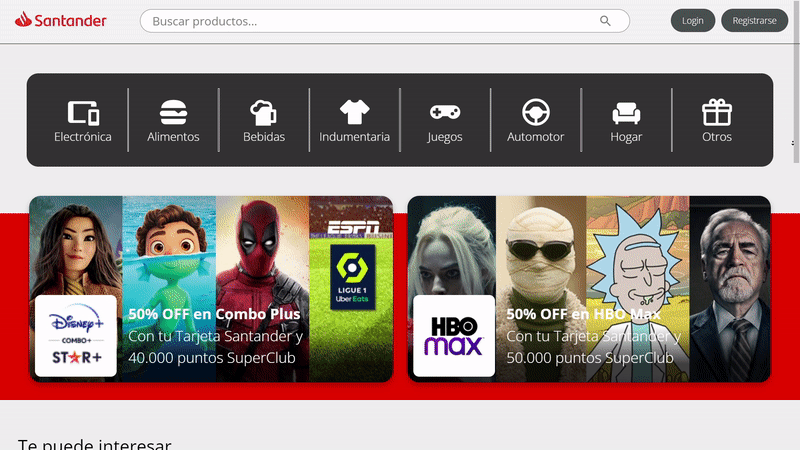 Santander
Buscar productos...
Login
Registrarse
Electrónica
Alimentos
Bebidas
Indumentaria
Juegos
Automotor
Hogar
Otros
ESPN
LIGUE 1
Uber Eats
Disney+
COMBO+
STAR+
50% OFF en Combo Plus
Con tu Tarjeta Santander y
40.000 puntos SuperClub
HBO
max
50% OFF en HBO Max
Con tu Tarjeta Santander y
50.000 puntos SuperClub
Te puede interesar